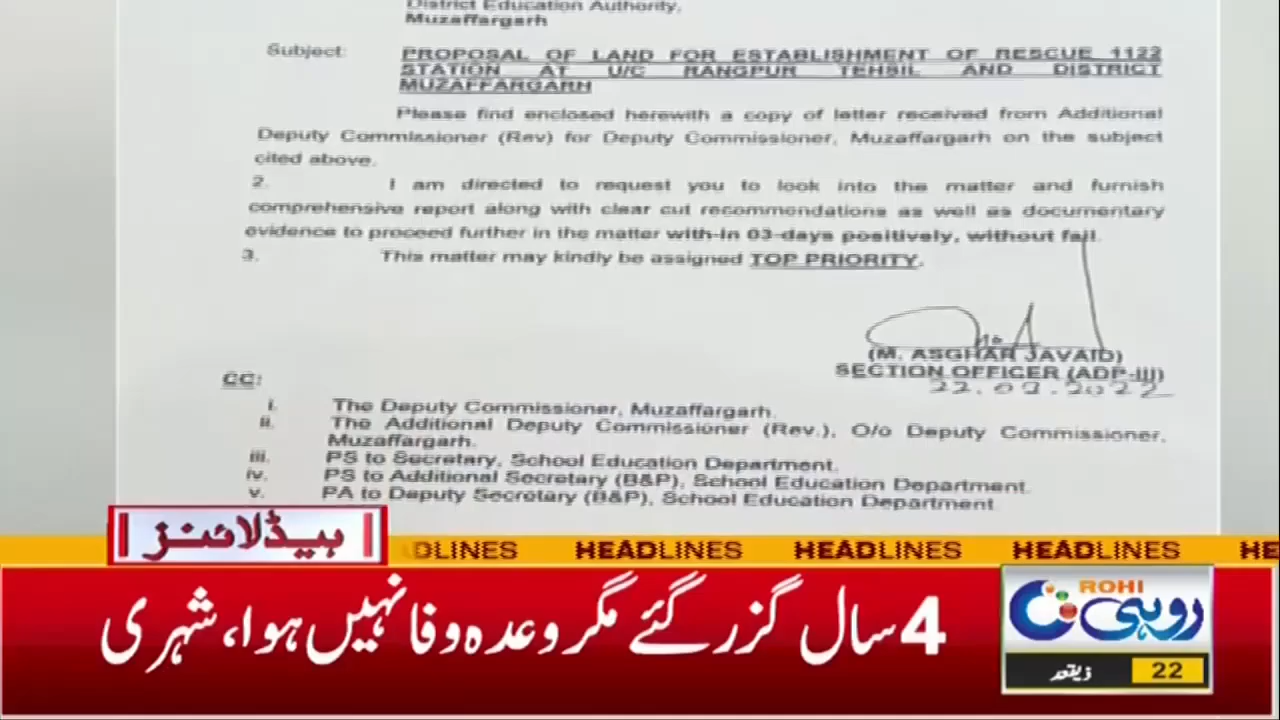 District Education Authority,
Muzaffargarh
Subject: PROPOSAL OF LAND FOR ESTABLISHMENT OF RESCUE 1122
STATION AT U/C RANGPUR TEHSIL AND DISTRICT
MUZAFFARGARH
Please find enclosed herewith a copy of letter received from Additional
Deputy Commissioner (Rev) for Deputy Commissioner, Muzaffargarh on the subject
cited above.
2. I am directed to request you to look into the matter and furnish
comprehensive report along with clear cut recommendations as well as documentary
evidence to proceed further in the matter with-in 03-days positively, without fail.
3. This matter may kindly be assigned TOP PRIORITY.
(M. ASGHAR JAVAID)
SECTION OFFICER (ADP-III)
CC:
i. The Deputy Commissioner, Muzaffargarh.
ii. The Additional Deputy Commissioner (Rev.), O/o Deputy Commissioner,
Muzaffargarh.
iii. PS to Secretary, School Education Department.
iv. PS to Additional Secretary (B&P), School Education Department.
v. PA to Deputy Secretary (B&P), School Education Department
ہیڈلائنز
DLINES HEADLINES HEADLINES HEADLINES HE
4 سال گزر گئے مگر وعدہ وفا نہیں ہوا، شہری
ROHI
روہی
22 ذیقعد